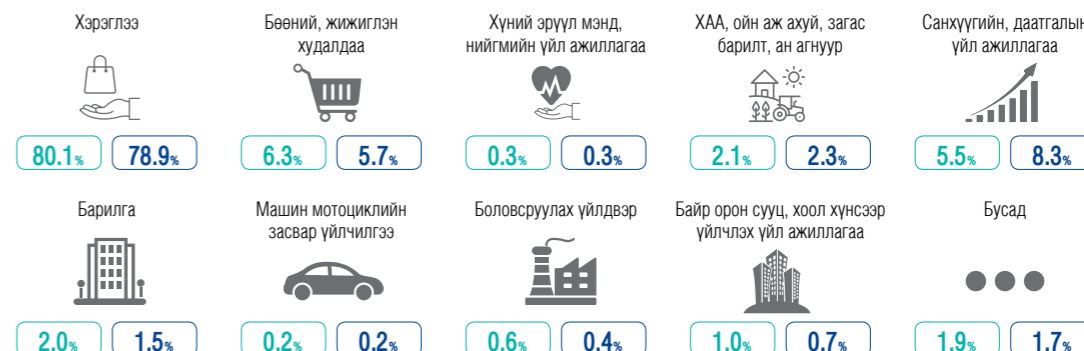 Хэрэглээ
Бөөний, жижиглэн
худалдаа
Хүний эрүүл мэнд,
нийгмийн үйл ажиллагаа
ХАА, ойн аж ахуй, загас
барилт, ан агнуур
Санхүүгийн, даатгалын
үйл ажиллагаа
80.1% 78.9%
6.3% 5.7%
0.3% 0.3%
2.1% 2.3%
5.5% 8.3%
Барилга
Машин мотоциклийн
засвар үйлчилгээ
Боловсруулах үйлдвэр
Байр орон сууц, хоол хүнсээр
үйлчлэх үйл ажиллагаа
Бусад
2.0% 1.5%
0.2% 0.2%
0.6% 0.4%
1.0% 0.7%
1.9% 1.7%